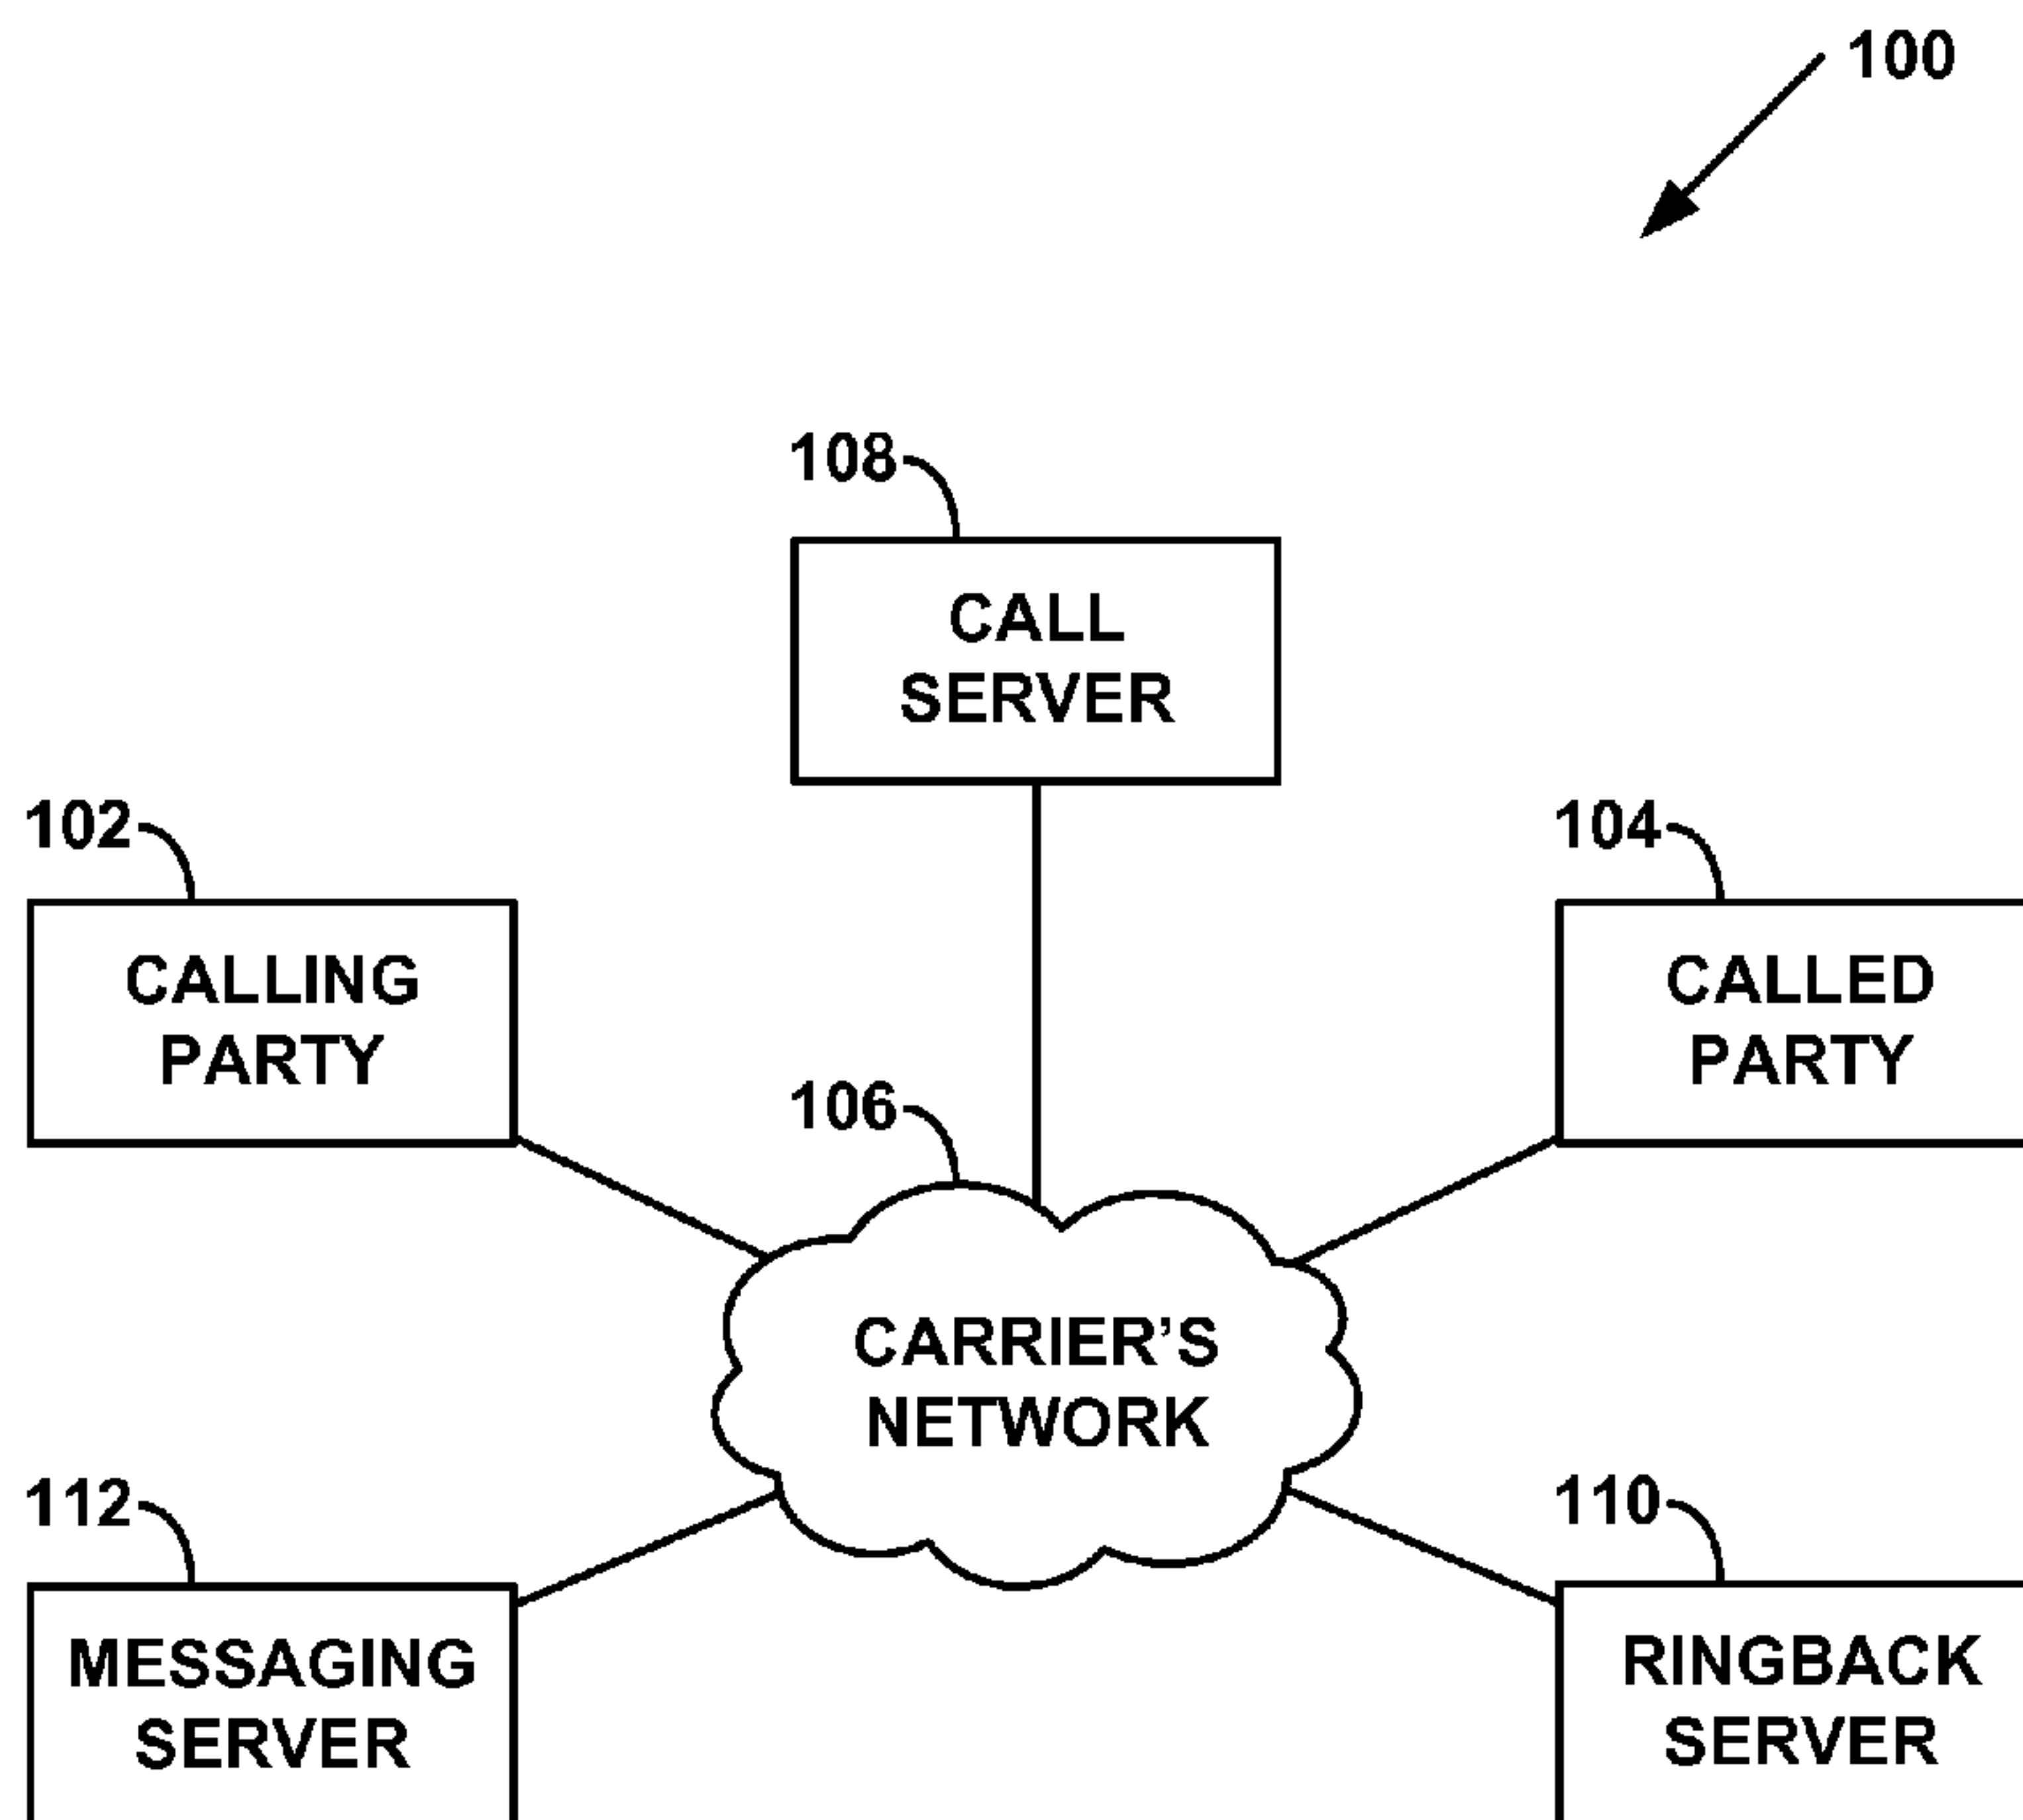 100
108
CALL
SERVER
102
104
CALLING
PARTY
CALLED
PARTY
106
CARRIER’S
NETWORK
112
110
MESSAGING
SERVER
RINGBACK
SERVER